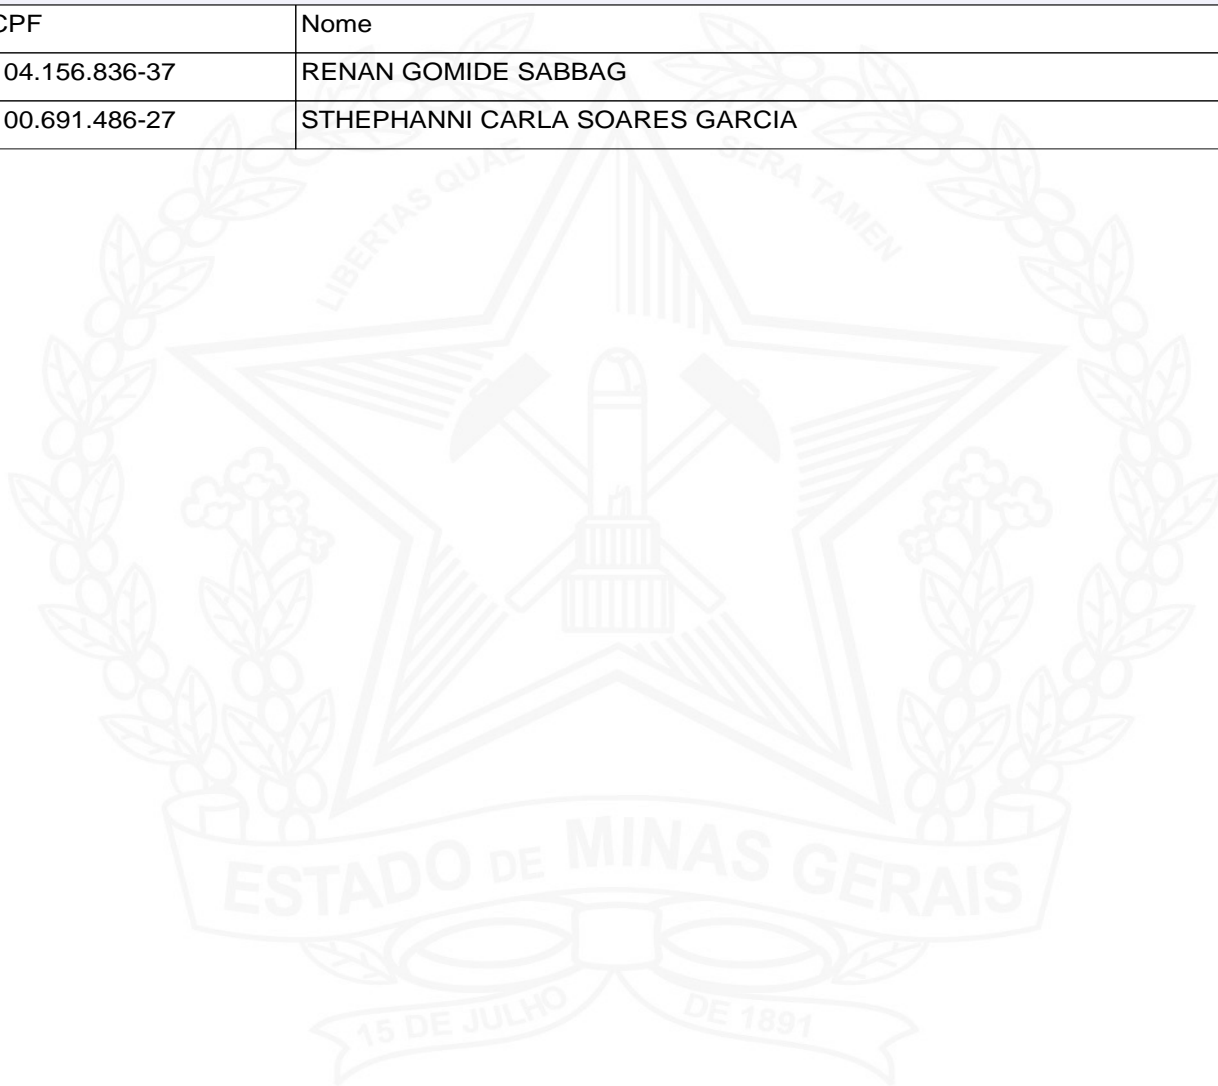 CPF Nome
04.156.836-37 RENAN GOMIDE SABBAG
00.691.486-27 STHEPHANNI CARLA SOARES GARCIA
LIBERTAS QUAE SERA TAMEN
ESTADO DE MINAS GERAIS
15 DE JULHO DE 1891